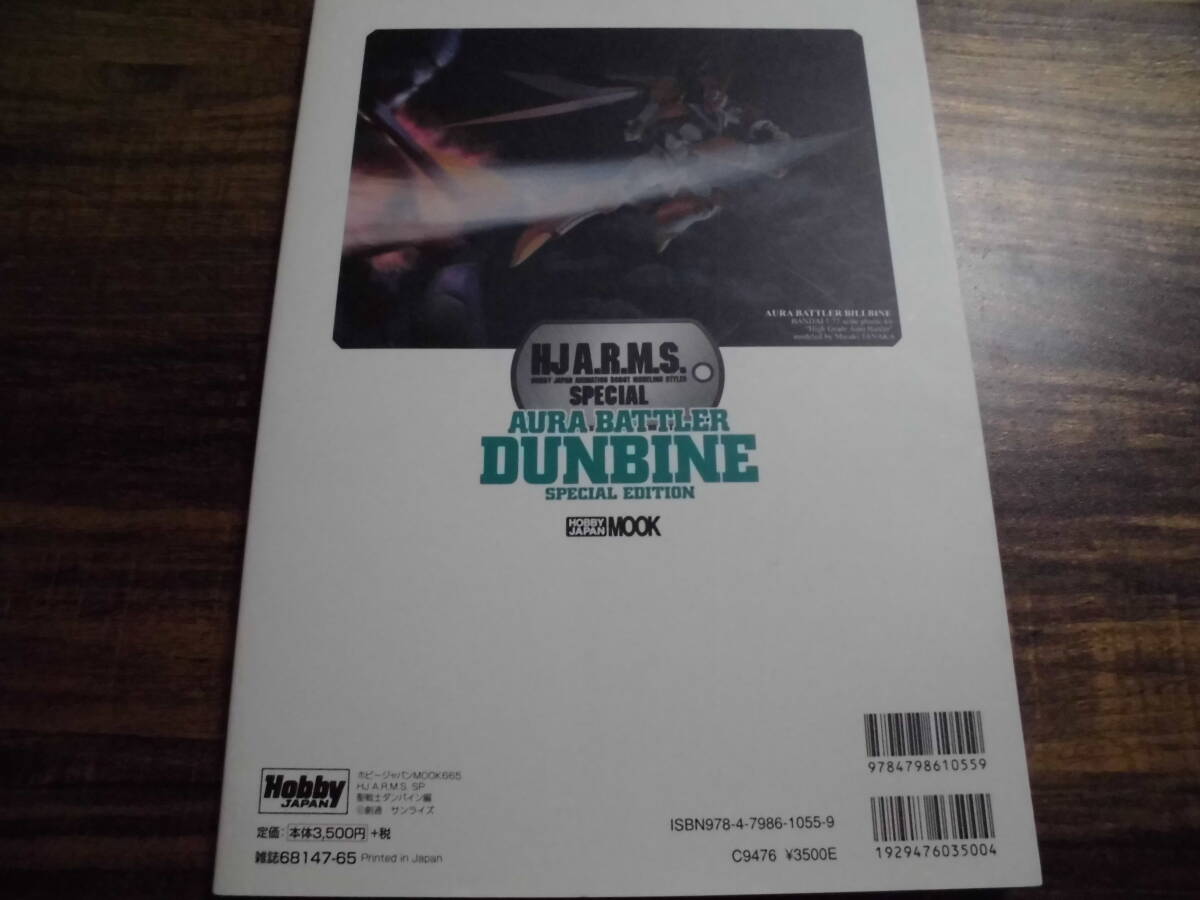 AURA BATTLER BILLBINE
BANDAI 1/72 scale plastic kit
"High Grade Aura Battler"
modeled by Masaki TANAKA
HJ A.R.M.S.
HOBBY JAPAN ANIMATION ROBOT MODELING STYLES
SPECIAL
AURA BATTLER
DUNBINE
SPECIAL EDITION
HOBBY JAPAN MOOK
9784798610559
Hobby
JAPAN
ホビージャパンMOOK665
HJ A.R.M.S. SP
聖戦士ダンバイン編
©創通 サンライズ
定価:本体3,500円+税
雑誌68147-65 Printed in Japan
ISBN978-4-7986-1055-9
C9476 ¥3500E
1929476035004